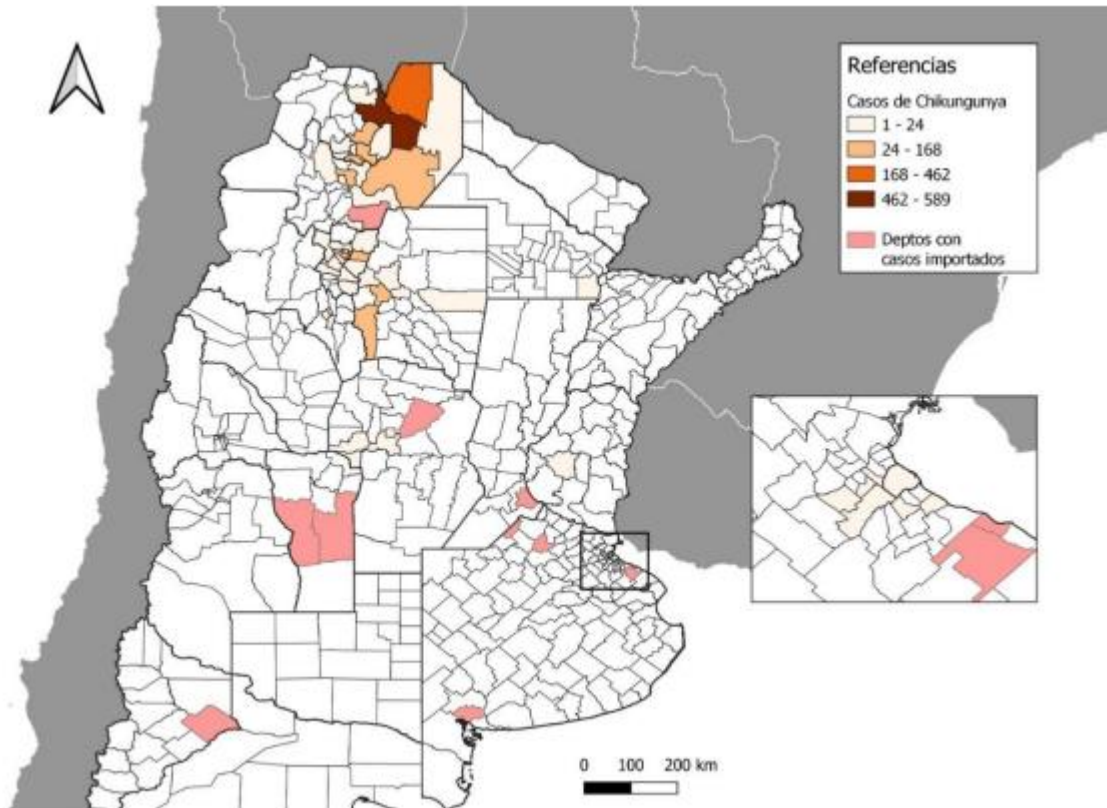 Referencias
Casos de Chikungunya
1 - 24
24 - 168
168 - 462
462 - 589
Deptos con
casos importados
0 100 200 km